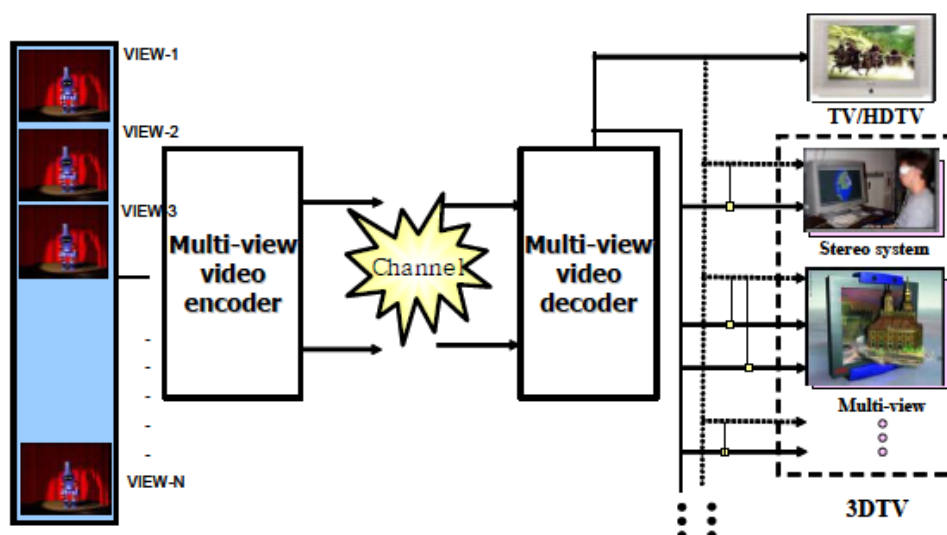 VIEW-1
VIEW-2
VIEW-3
VIEW-N
Multi-view
video
encoder
Channel
Multi-view
video
decoder
TV/HDTV
Stereo system
Multi-view
3DTV